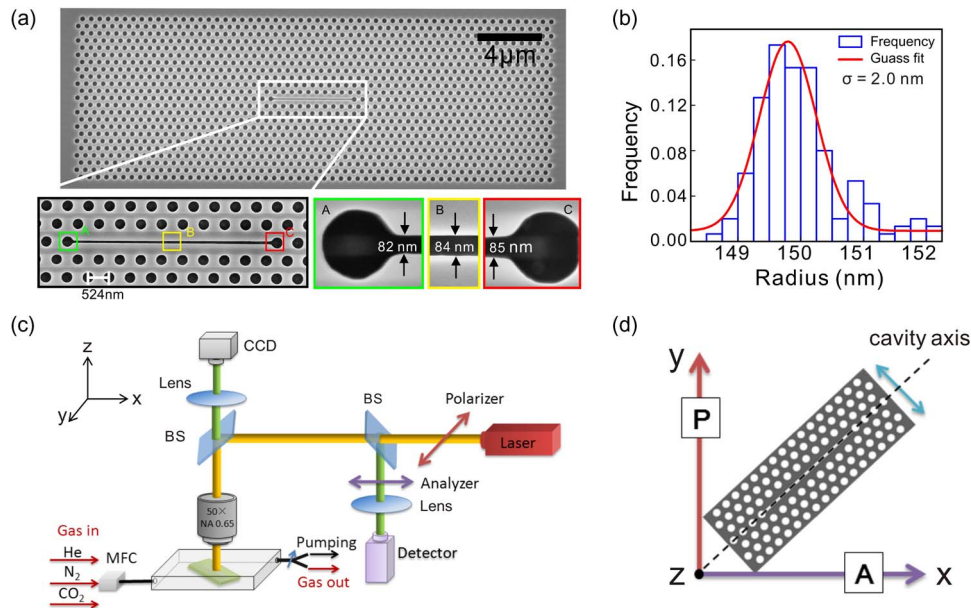 (a)
4μm
A
B
C
524nm
A
82 nm
B
84 nm
C
85 nm
(b)
Frequency
Guass fit
σ = 2.0 nm
0.16
0.12
0.08
0.04
0.00
Frequency
149
150
151
152
Radius (nm)
(c)
z
x
y
CCD
Lens
BS
BS
Polarizer
Laser
Analyzer
Lens
Detector
50×
NA 0.65
Gas in
He
N₂
CO₂
MFC
Pumping
Gas out
(d)
cavity axis
y
P
z
A
x